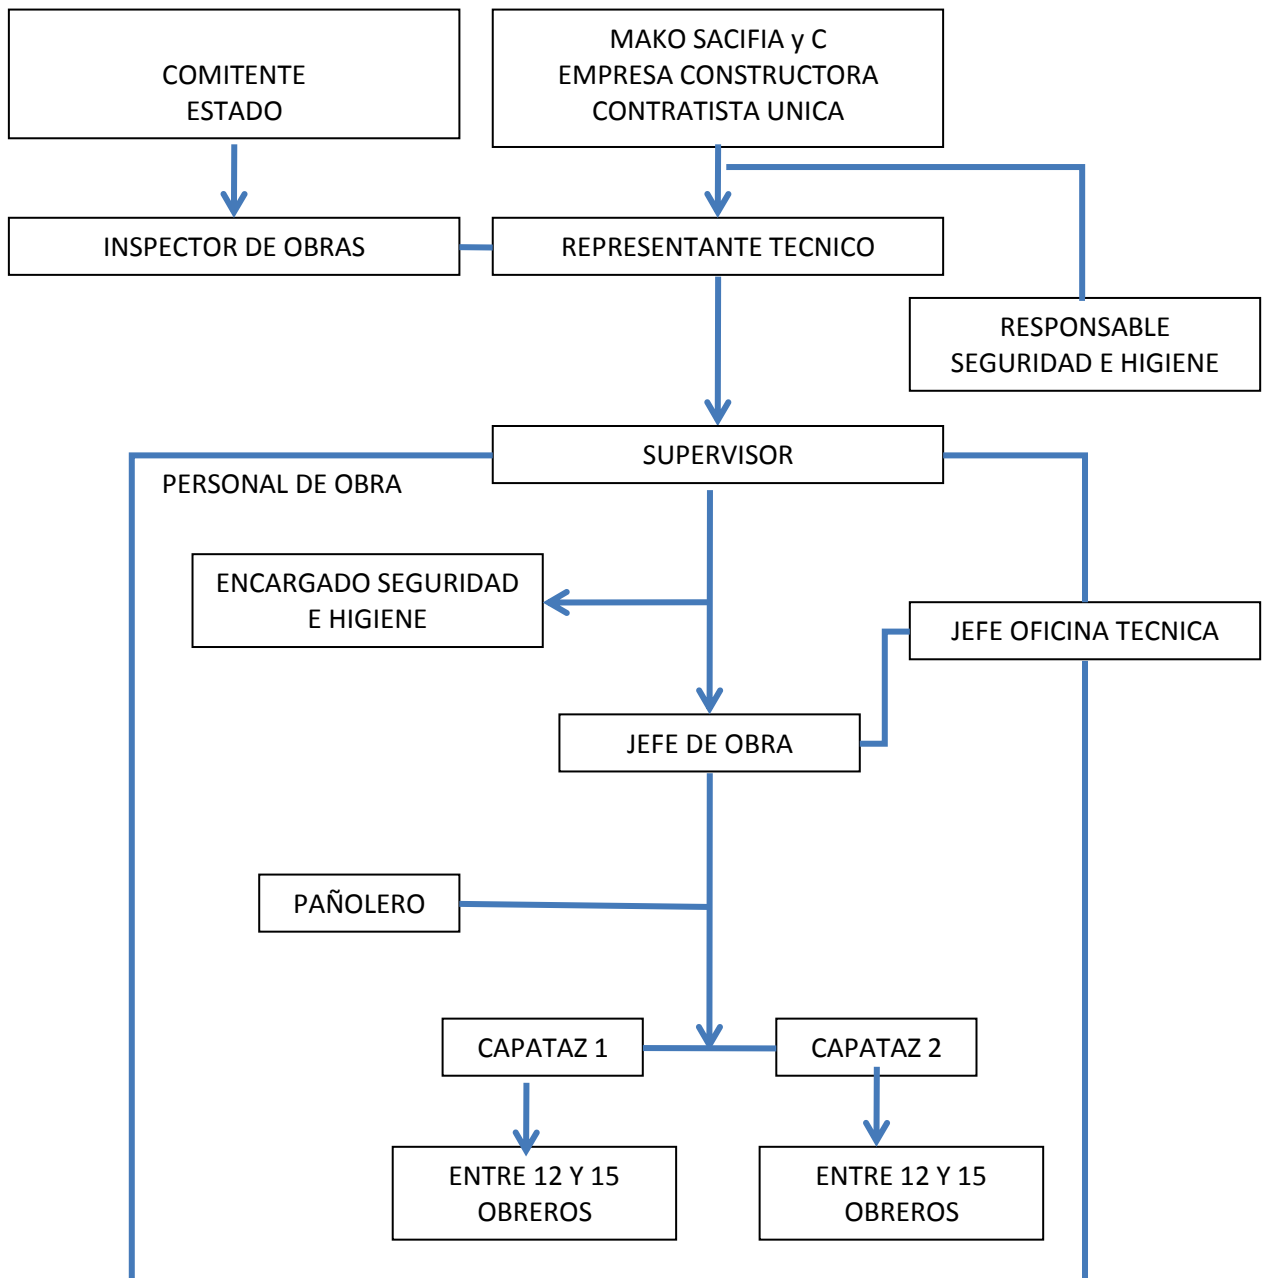 COMITENTE
ESTADO
MAKO SACIFIA y C
EMPRESA CONSTRUCTORA
CONTRATISTA UNICA
INSPECTOR DE OBRAS
REPRESENTANTE TECNICO
RESPONSABLE
SEGURIDAD E HIGIENE
SUPERVISOR
PERSONAL DE OBRA
ENCARGADO SEGURIDAD
E HIGIENE
JEFE OFICINA TECNICA
JEFE DE OBRA
PAÑOLERO
CAPATAZ 1
CAPATAZ 2
ENTRE 12 Y 15
OBREROS
ENTRE 12 Y 15
OBREROS